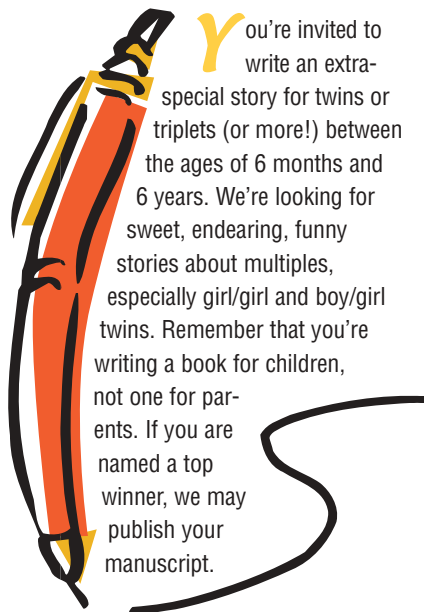 You're invited to
write an extra-
special story for twins or
triplets (or more!) between
the ages of 6 months and
6 years. We're looking for
sweet, endearing, funny
stories about multiples,
especially girl/girl and boy/girl
twins. Remember that you're
writing a book for children,
not one for par-
ents. If you are
named a top
winner, we may
publish your
manuscript.